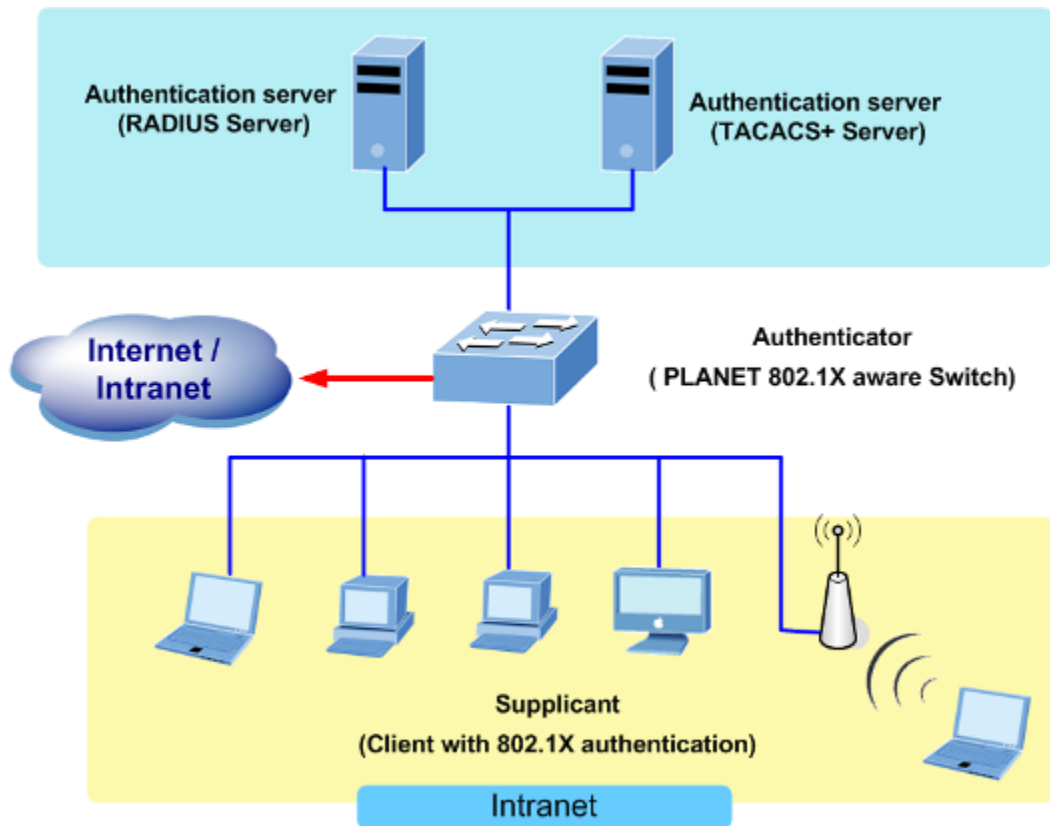 Authentication server
(RADIUS Server)
Authentication server
(TACACS+ Server)
Internet /
Intranet
Authenticator
( PLANET 802.1X aware Switch)
Supplicant
(Client with 802.1X authentication)
Intranet